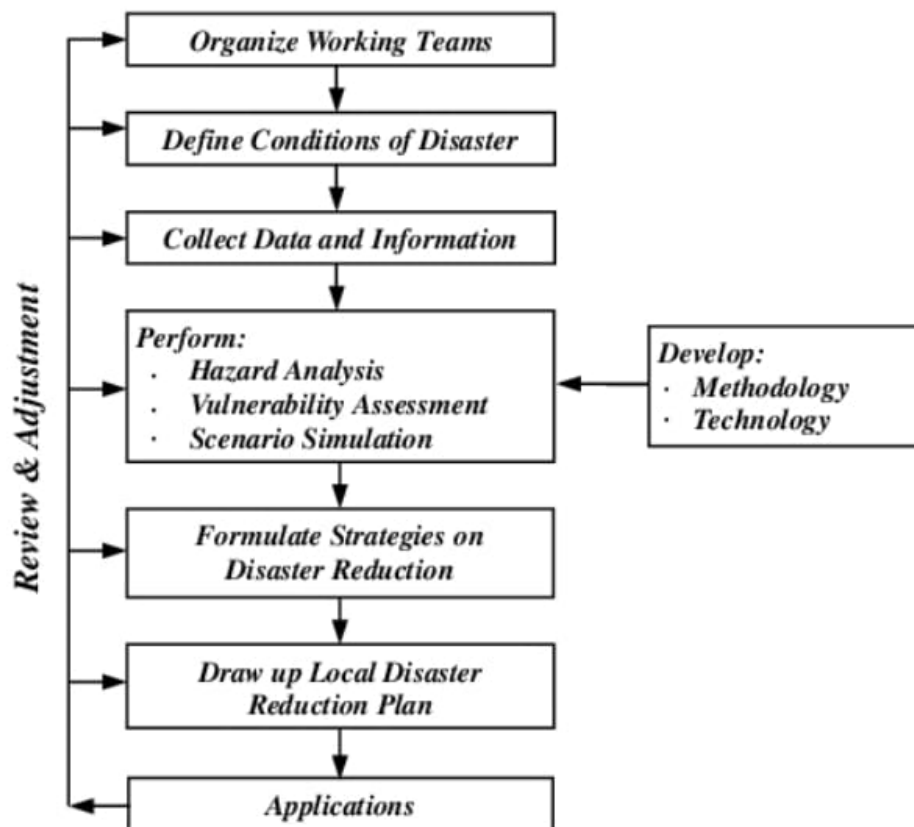 Organize Working Teams
Define Conditions of Disaster
Collect Data and Information
Perform:
· Hazard Analysis
· Vulnerability Assessment
· Scenario Simulation
Develop:
· Methodology
· Technology
Formulate Strategies on
Disaster Reduction
Draw up Local Disaster
Reduction Plan
Applications
Review & Adjustment